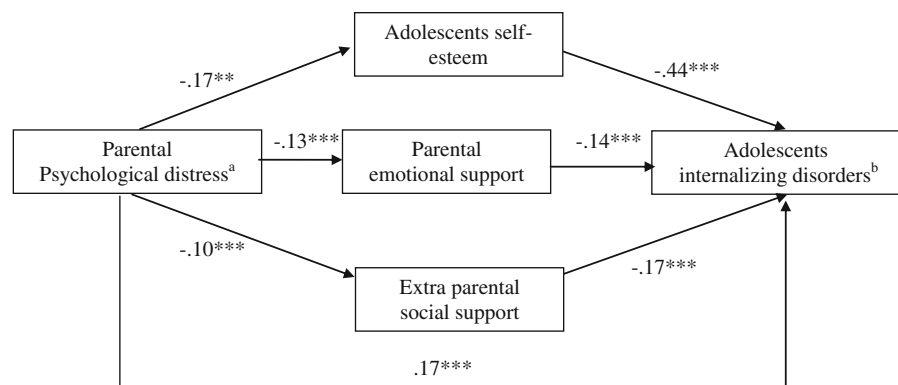 Adolescents self-
esteem
-.17**
-.44***
Parental
Psychological distressᵃ
-.13***
Parental
emotional support
-.14***
Adolescents
internalizing disordersᵇ
-.10***
-.17***
Extra parental
social support
.17***